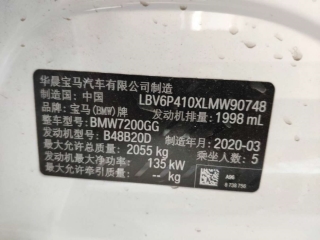 华晨宝马汽车有限公司制造
制造国:中国 LBV6P410XLMW90748
品牌:宝马(BMW)牌 发动机排量:1998 mL
整车型号:BMW7200GG
发动机型号:B48B20D
最大允许总质量:2055 kg 制造年月:2020-03
发动机最大净功率:135 kW 乘坐人数:5
最大允许牵引质量:-- kg
A96